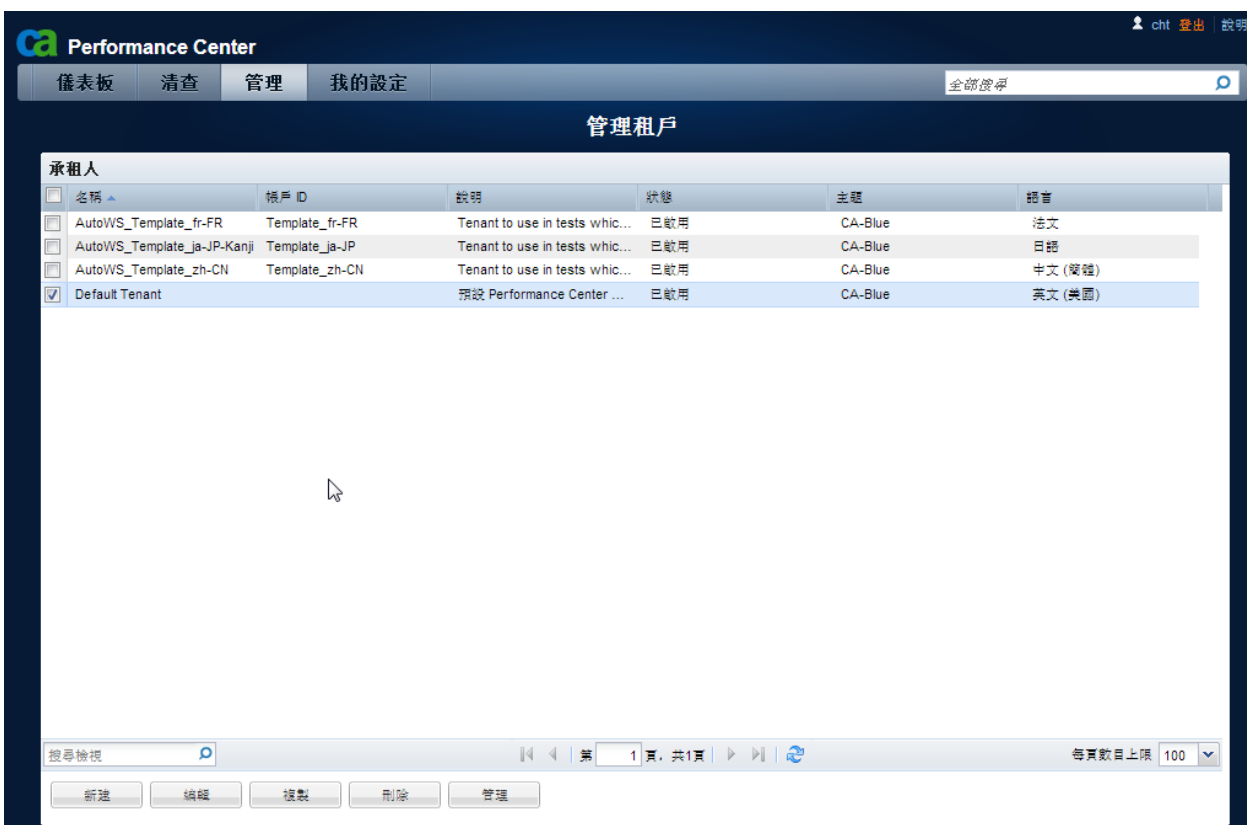 cht 登出 說明
ca Performance Center
儀表板 清查 管理 我的設定 全部搜尋
管理租戶
承租人
名稱 帳戶 ID 說明 狀態 主題 語言
AutoWS_Template_fr-FR Template_fr-FR Tenant to use in tests whic... 已啟用 CA-Blue 法文
AutoWS_Template_ja-JP-Kanji Template_ja-JP Tenant to use in tests whic... 已啟用 CA-Blue 日語
AutoWS_Template_zh-CN Template_zh-CN Tenant to use in tests whic... 已啟用 CA-Blue 中文 (簡體)
Default Tenant 預設 Performance Center ... 已啟用 CA-Blue 英文 (美國)
搜尋檢視 第 1 頁，共1頁 每頁數目上限 100
新建 編輯 複製 刪除 管理